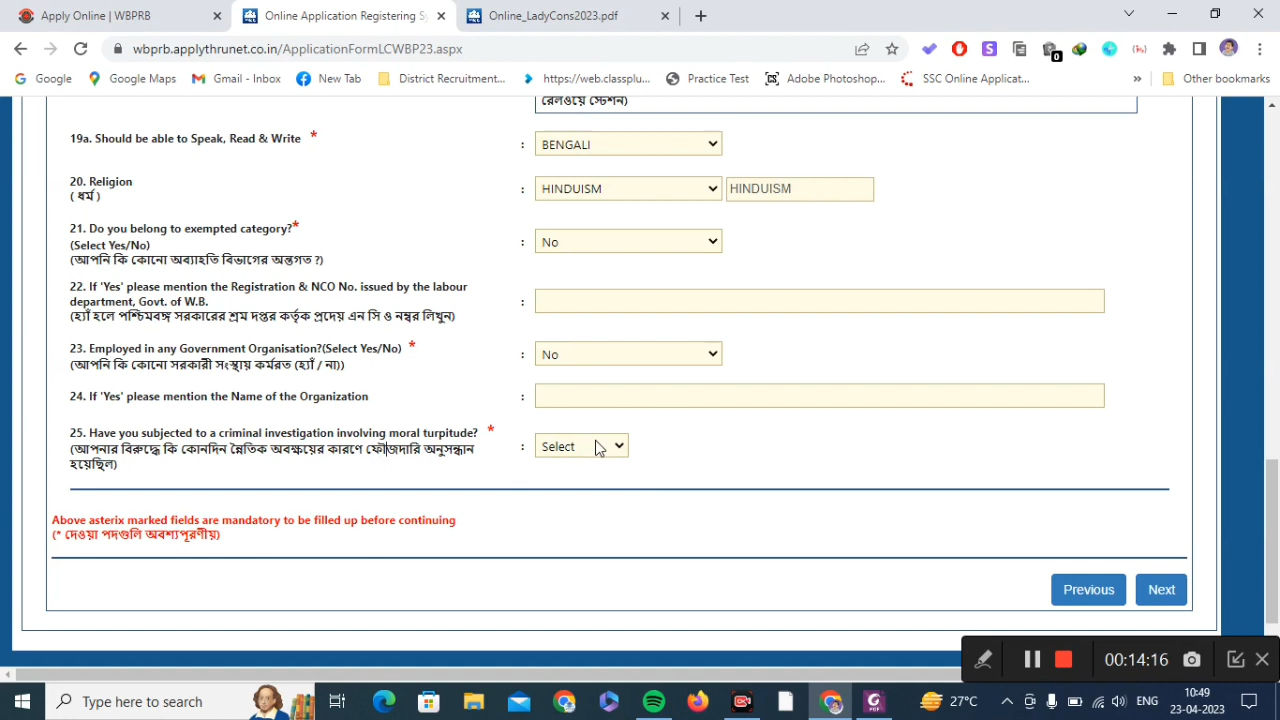 Apply Online | WBPRB
Online Application Registering Sy
Online_LadyCons2023.pdf
wbprb.applythrunet.co.in/ApplicationFormLCWBP23.aspx
Google
Google Maps
Gmail - Inbox
New Tab
District Recruitment...
https://web.classplu...
Practice Test
Adobe Photoshop...
SSC Online Applicat...
»
Other bookmarks
রেলওয়ে স্টেশন)
19a. Should be able to Speak, Read & Write * : BENGALI
20. Religion
( ধর্ম ) : HINDUISM HINDUISM
21. Do you belong to exempted category?*
(Select Yes/No) : No
(আপনি কি কোনো অব্যাহতি বিভাগের অন্তগত ?)
22. If 'Yes' please mention the Registration & NCO No. issued by the labour
department, Govt. of W.B. :
(হ্যাঁ হলে পশ্চিমবঙ্গ সরকারের শ্রম দপ্তর কর্তৃক প্রদেয় এন সি ও নম্বর লিখুন)
23. Employed in any Government Organisation?(Select Yes/No) * : No
(আপনি কি কোনো সরকারী সংস্থায় কর্মরত (হ্যাঁ / না))
24. If 'Yes' please mention the Name of the Organization :
25. Have you subjected to a criminal investigation involving moral turpitude? * : Select
(আপনার বিরুদ্ধে কি কোনদিন নৈতিক অবক্ষয়ের কারণে ফৌজদারি অনুসন্ধান
হয়েছিল)
Above asterix marked fields are mandatory to be filled up before continuing
(* দেওয়া পদগুলি অবশ্যপূরণীয়)
Previous Next
00:14:16
Type here to search
27°C
ENG
10:49
23-04-2023